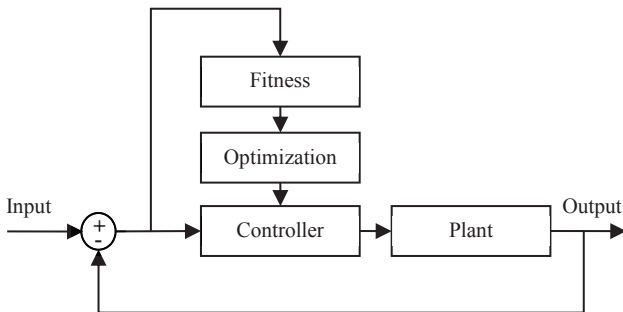 Fitness
Optimization
Input
+
-
Controller
Plant
Output